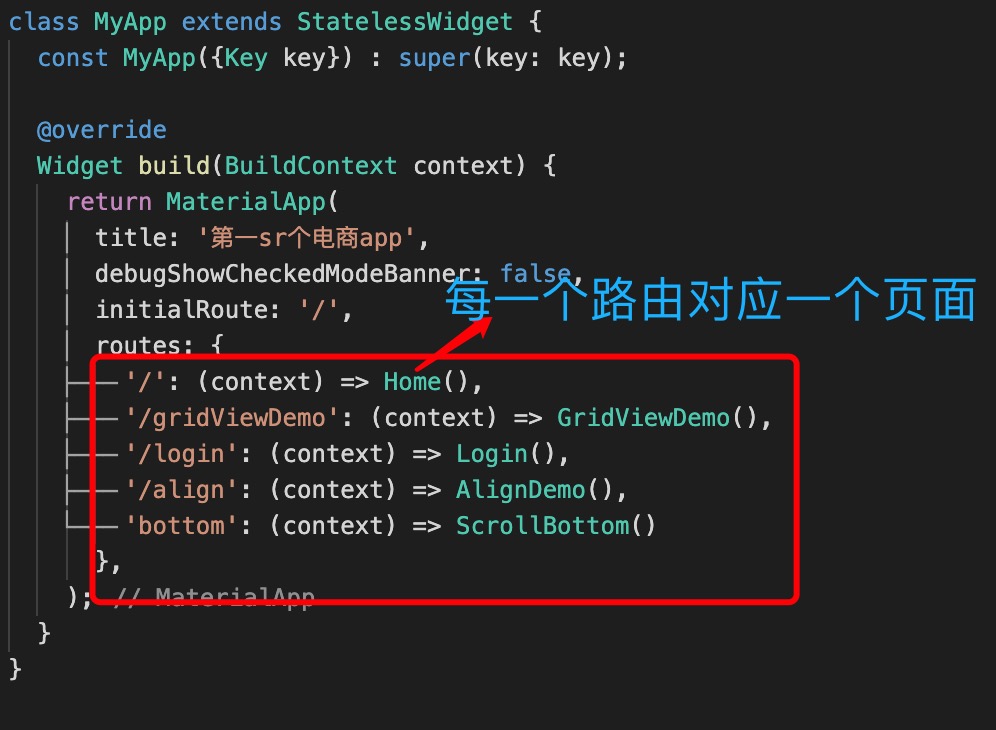 class MyApp extends StatelessWidget {
const MyApp({Key key}) : super(key: key);
@override
Widget build(BuildContext context) {
return MaterialApp(
title: '第一sr个电商app',
debugShowCheckedModeBanner: false,
每一个路由对应一个页面
initialRoute: '/',
routes: {
'/': (context) => Home(),
'/gridViewDemo': (context) => GridViewDemo(),
'/login': (context) => Login(),
'/align': (context) => AlignDemo(),
'bottom': (context) => ScrollBottom()
},
); // MaterialApp
}
}